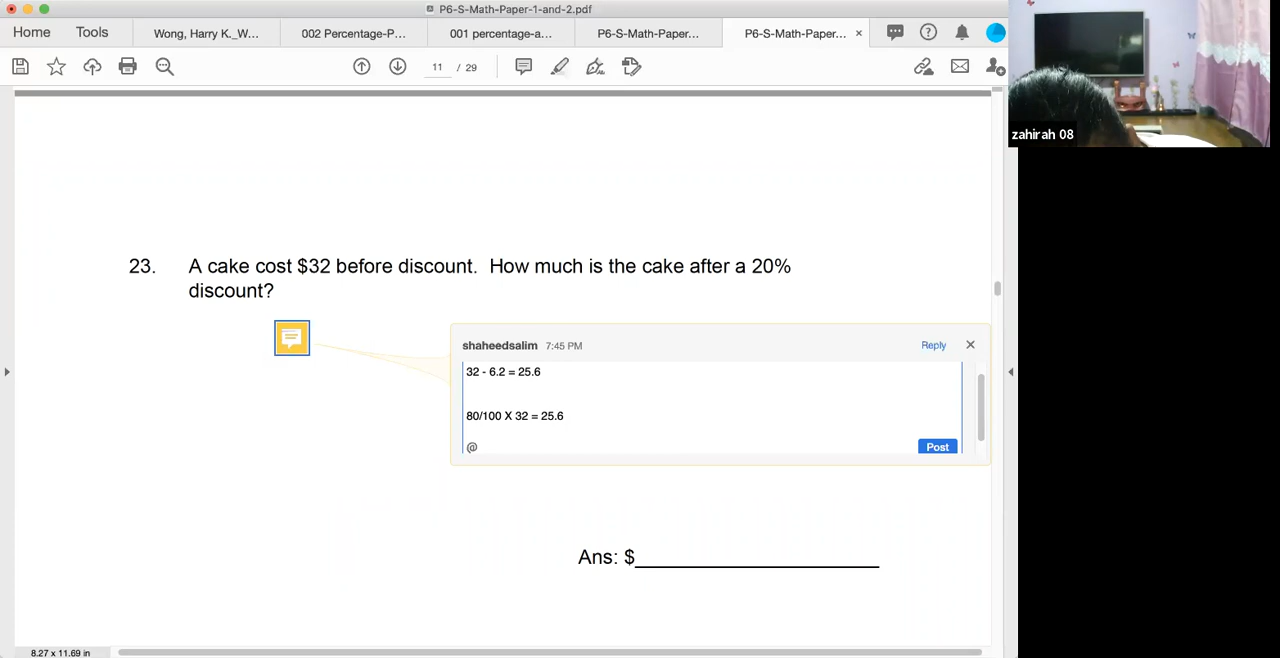 P6-S-Math-Paper-1-and-2.pdf
Home Tools Wong, Harry K._W... 002 Percentage-P... 001 percentage-a... P6-S-Math-Paper... P6-S-Math-Paper... ×
11 / 29
zahirah 08
23. A cake cost $32 before discount. How much is the cake after a 20%
discount?
shaheedsalim 7:45 PM Reply
32 - 6.2 = 25.6
80/100 X 32 = 25.6
@ Post
Ans: $
8.27 x 11.69 in